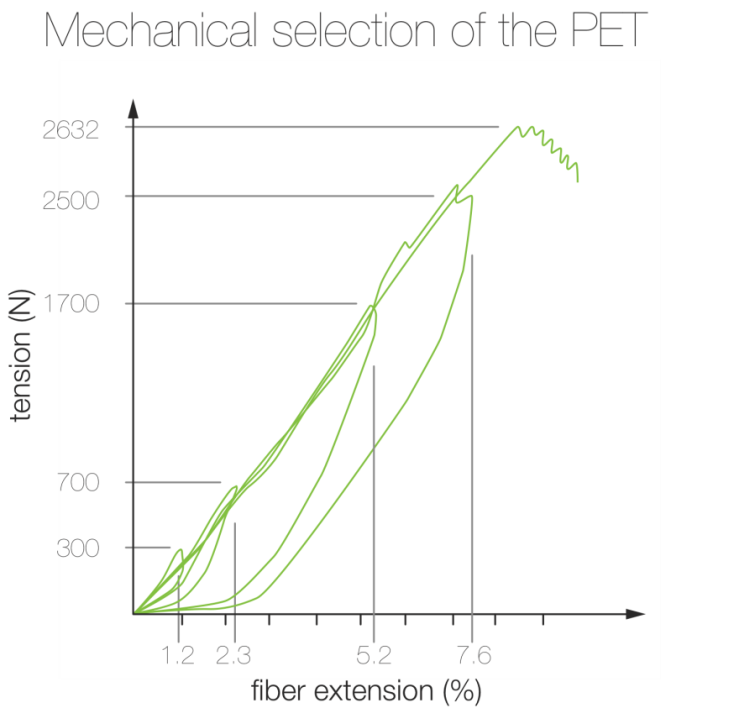 Mechanical selection of the PET
2632
2500
1700
700
300
tension (N)
1.2 2.3 5.2 7.6
fiber extension (%)